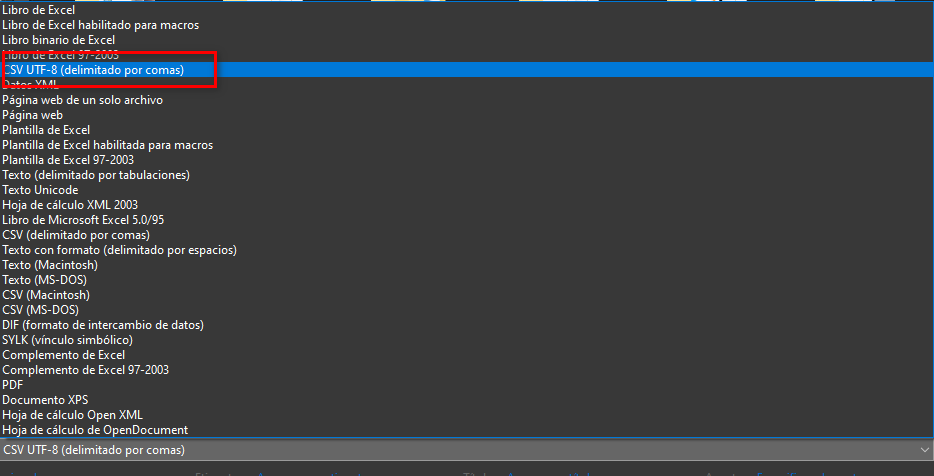 Libro de Excel
Libro de Excel habilitado para macros
Libro binario de Excel
Libro de Excel 97-2003
CSV UTF-8 (delimitado por comas)
Datos XML
Página web de un solo archivo
Página web
Plantilla de Excel
Plantilla de Excel habilitada para macros
Plantilla de Excel 97-2003
Texto (delimitado por tabulaciones)
Texto Unicode
Hoja de cálculo XML 2003
Libro de Microsoft Excel 5.0/95
CSV (delimitado por comas)
Texto con formato (delimitado por espacios)
Texto (Macintosh)
Texto (MS-DOS)
CSV (Macintosh)
CSV (MS-DOS)
DIF (formato de intercambio de datos)
SYLK (vínculo simbólico)
Complemento de Excel
Complemento de Excel 97-2003
PDF
Documento XPS
Hoja de cálculo Open XML
Hoja de cálculo de OpenDocument
CSV UTF-8 (delimitado por comas)